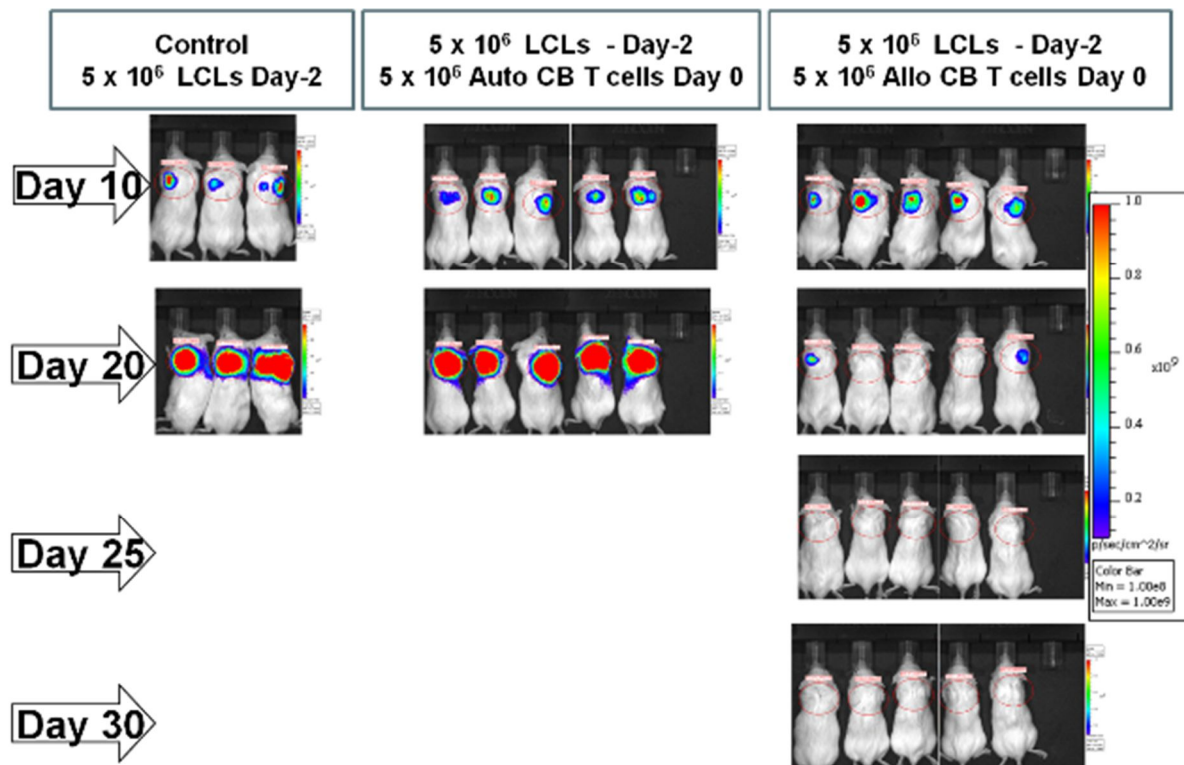 Control
5 x 10⁶ LCLs Day-2
5 x 10⁶ LCLs - Day-2
5 x 10⁶ Auto CB T cells Day 0
5 x 10⁶ LCLs - Day-2
5 x 10⁶ Allo CB T cells Day 0
Day 10
Day 20
Day 25
Day 30
1.0
0.8
0.6
x10⁹
0.4
0.2
p/sec/cm^2/sr
Color Bar
Min = 1.00e8
Max = 1.00e9